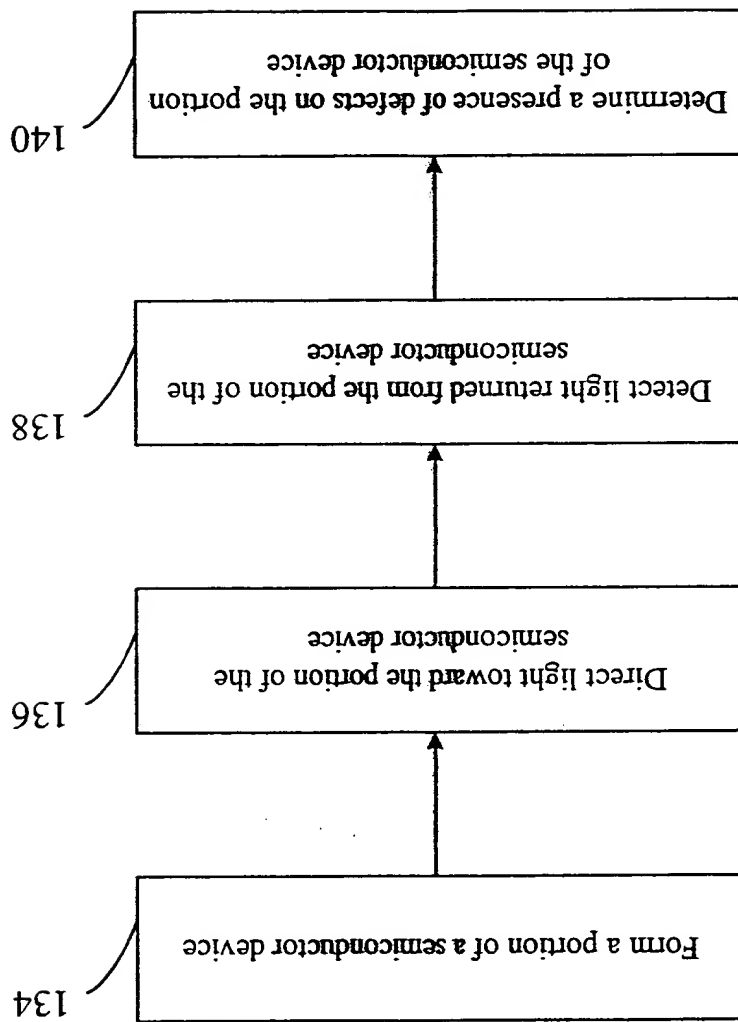 134
Form a portion of a semiconductor device
136
Direct light toward the portion of the
semiconductor device
138
Detect light returned from the portion of the
semiconductor device
140
Determine a presence of defects on the portion
of the semiconductor device